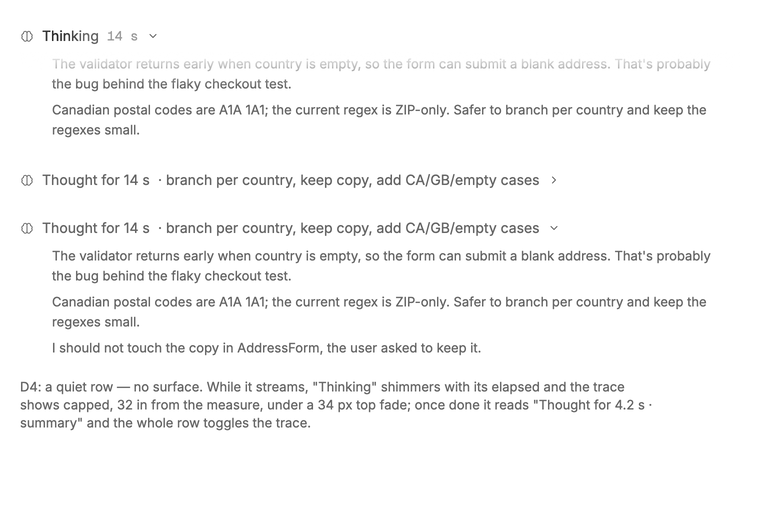 Thinking 14 s
The validator returns early when country is empty, so the form can submit a blank address. That's probably
the bug behind the flaky checkout test.
Canadian postal codes are A1A 1A1; the current regex is ZIP-only. Safer to branch per country and keep the
regexes small.
Thought for 14 s · branch per country, keep copy, add CA/GB/empty cases
Thought for 14 s · branch per country, keep copy, add CA/GB/empty cases
The validator returns early when country is empty, so the form can submit a blank address. That's probably
the bug behind the flaky checkout test.
Canadian postal codes are A1A 1A1; the current regex is ZIP-only. Safer to branch per country and keep the
regexes small.
I should not touch the copy in AddressForm, the user asked to keep it.
D4: a quiet row — no surface. While it streams, "Thinking" shimmers with its elapsed and the trace
shows capped, 32 in from the measure, under a 34 px top fade; once done it reads "Thought for 4.2 s ·
summary" and the whole row toggles the trace.